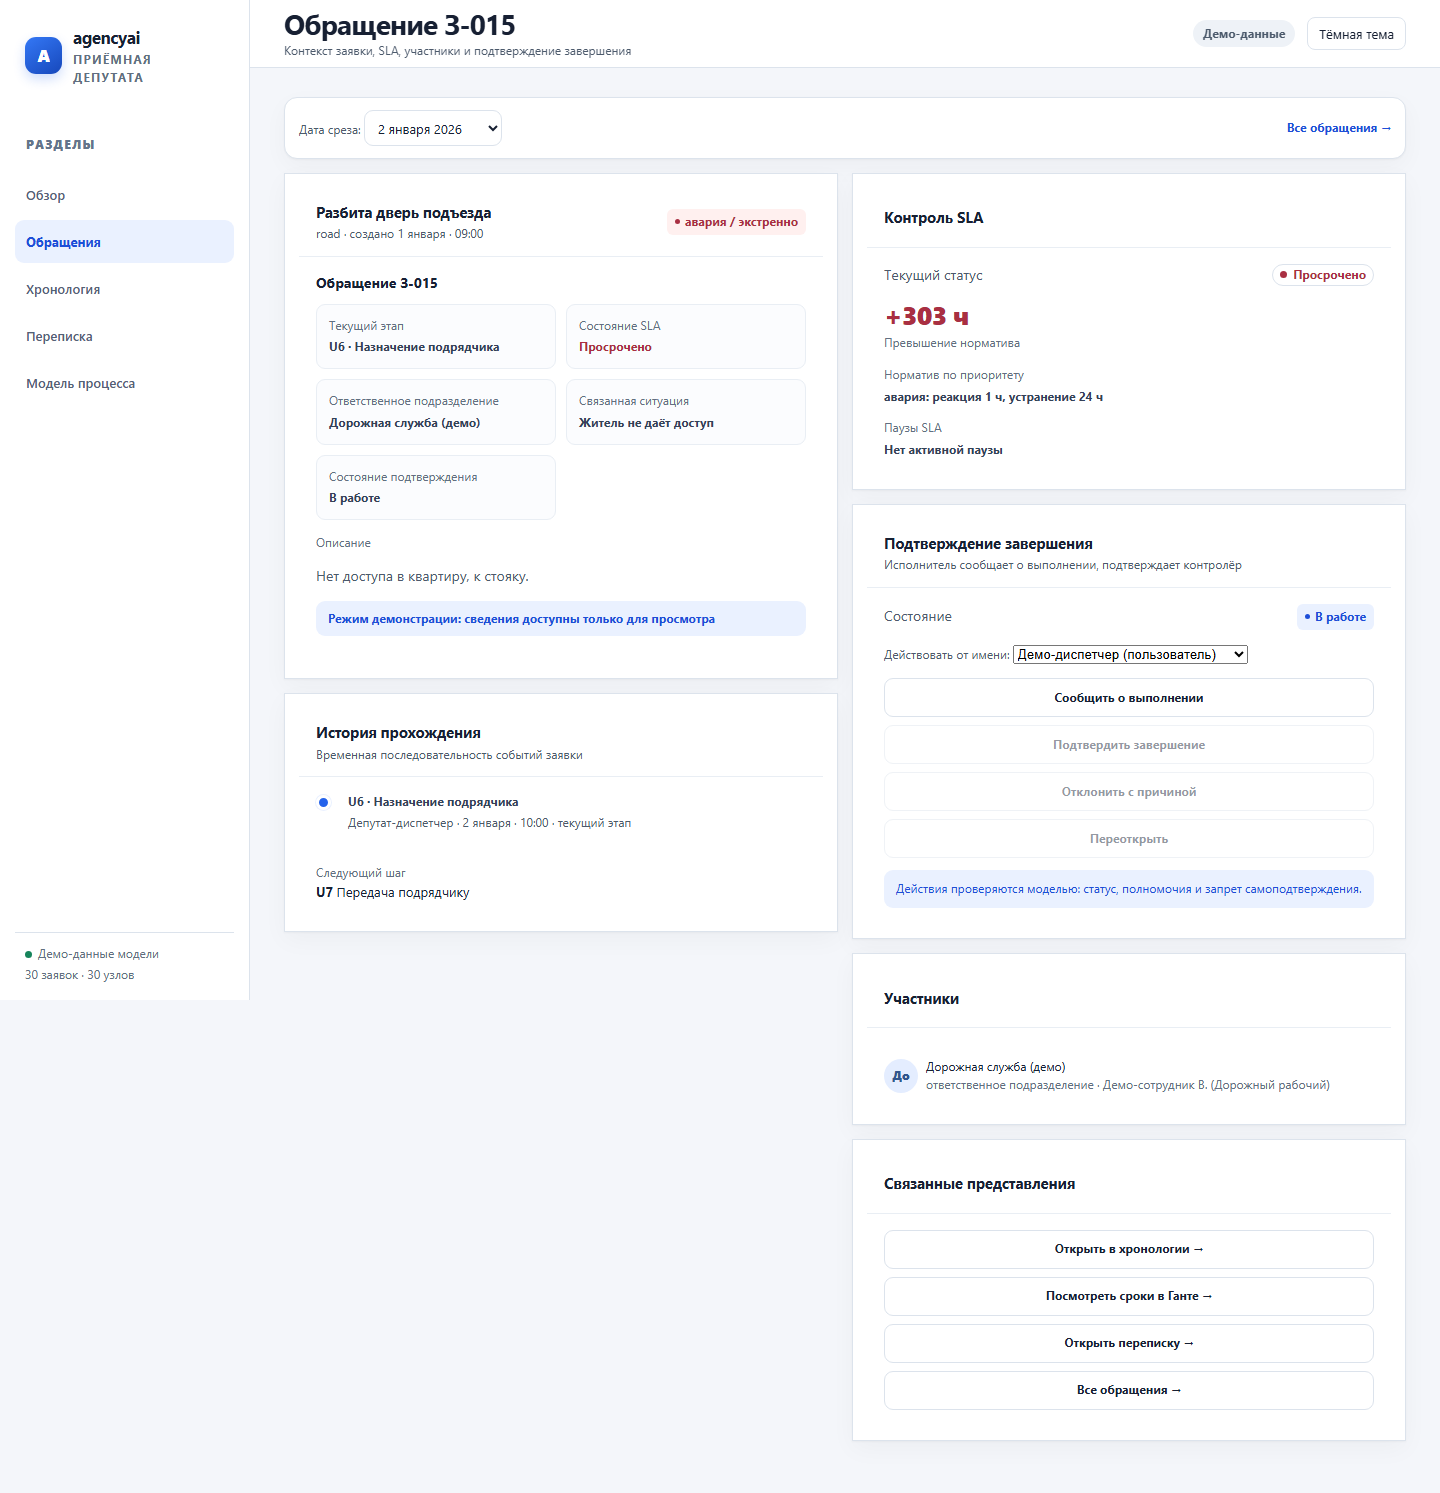 A
agencyai
ПРИЁМНАЯ
ДЕПУТАТА
РАЗДЕЛЫ
Обзор
Обращения
Хронология
Переписка
Модель процесса
Демо-данные модели
30 заявок · 30 узлов
Обращение З-015
Контекст заявки, SLA, участники и подтверждение завершения
Демо-данные
Тёмная тема
Дата среза: 2 января 2026
Все обращения →
Разбита дверь подъезда
road · создано 1 января · 09:00
авария / экстренно
Обращение З-015
Текущий этап
U6 · Назначение подрядчика
Состояние SLA
Просрочено
Ответственное подразделение
Дорожная служба (демо)
Связанная ситуация
Житель не даёт доступ
Состояние подтверждения
В работе
Описание
Нет доступа в квартиру, к стояку.
Режим демонстрации: сведения доступны только для просмотра
История прохождения
Временная последовательность событий заявки
U6 · Назначение подрядчика
Депутат-диспетчер · 2 января · 10:00 · текущий этап
Следующий шаг
U7 Передача подрядчику
Контроль SLA
Текущий статус
Просрочено
+303 ч
Превышение норматива
Норматив по приоритету
авария: реакция 1 ч, устранение 24 ч
Паузы SLA
Нет активной паузы
Подтверждение завершения
Исполнитель сообщает о выполнении, подтверждает контролёр
Состояние
В работе
Действовать от имени: Демо-диспетчер (пользователь)
Сообщить о выполнении
Подтвердить завершение
Отклонить с причиной
Переоткрыть
Действия проверяются моделью: статус, полномочия и запрет самоподтверждения.
Участники
До
Дорожная служба (демо)
ответственное подразделение · Демо-сотрудник В. (Дорожный рабочий)
Связанные представления
Открыть в хронологии →
Посмотреть сроки в Ганте →
Открыть переписку →
Все обращения →